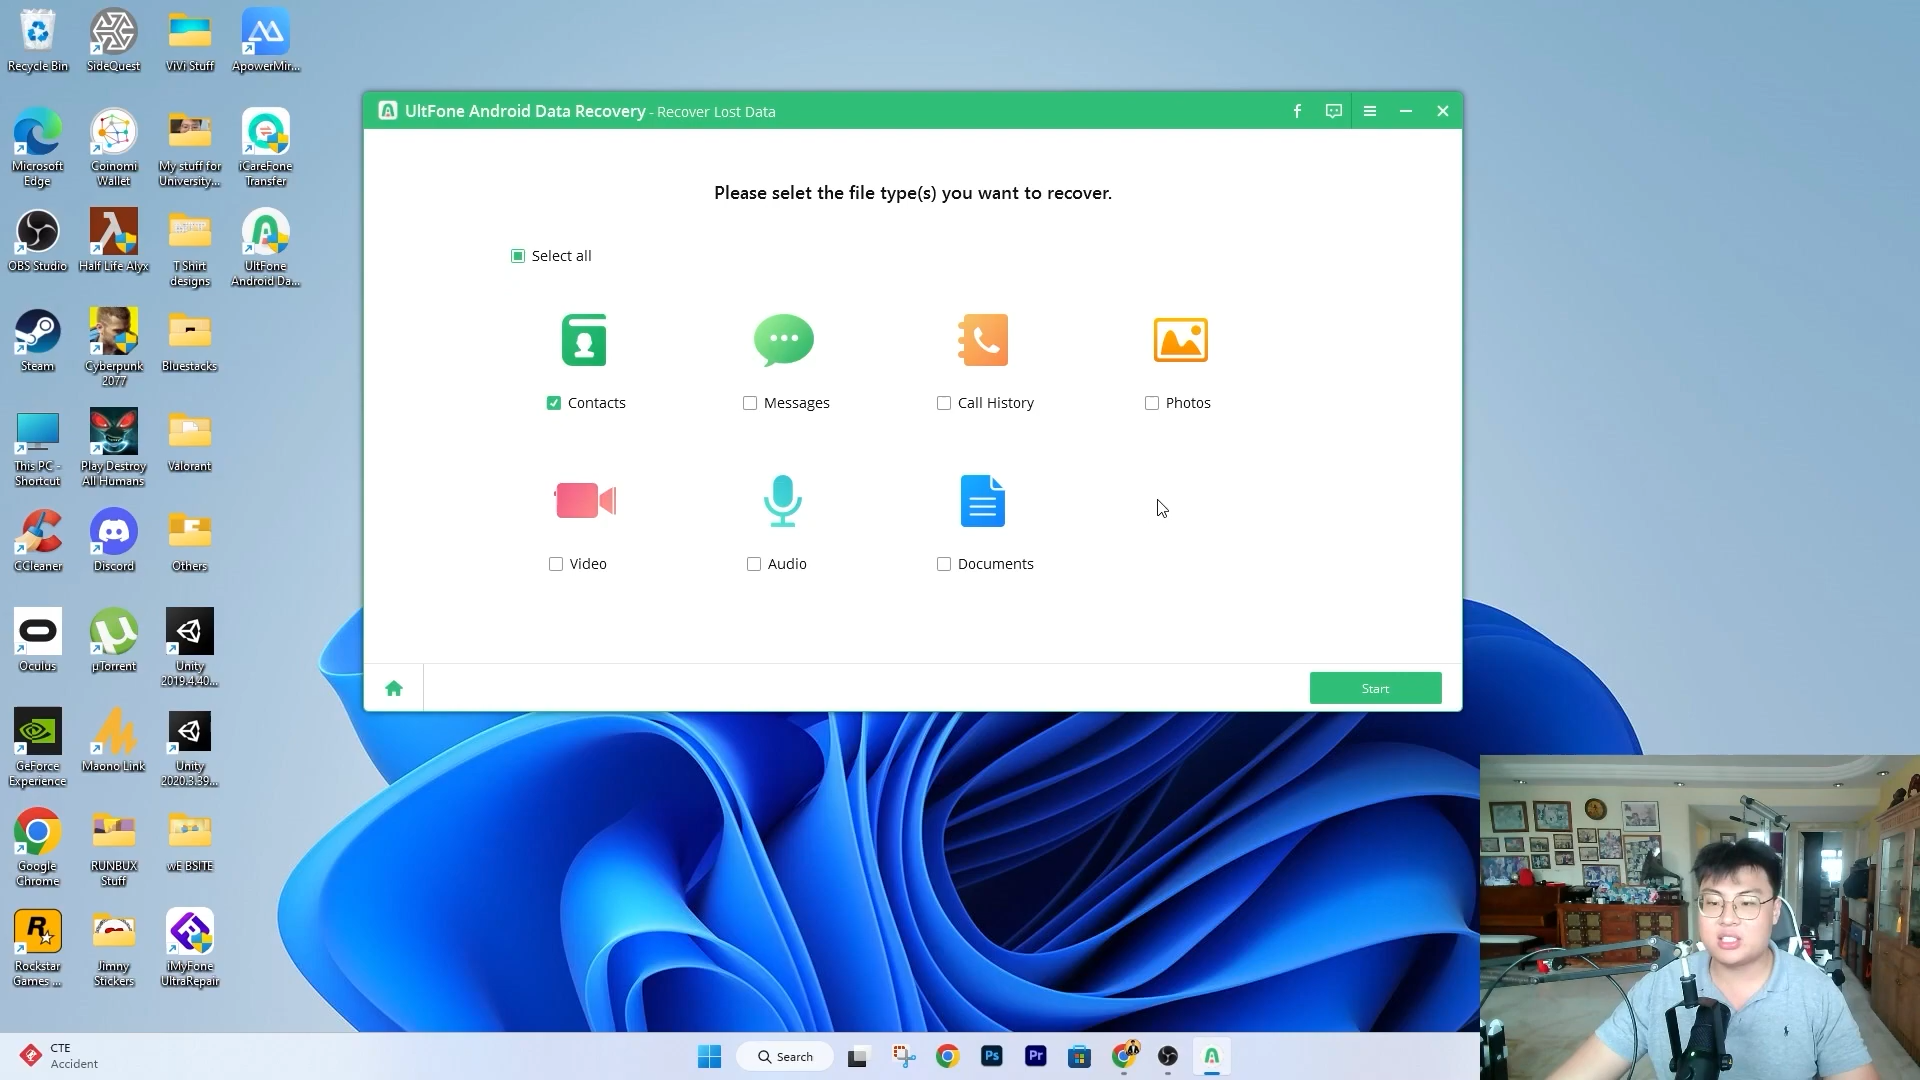 Recycle Bin
SideQuest
ViVi Stuff
ApowerMir...
Microsoft
Edge
Coinomi
Wallet
My stuff for
University...
iCareFone
Transfer
OBS Studio
Half Life Alyx
T Shirt
designs
UltFone
Android Da...
Steam
Cyberpunk
2077
Bluestacks
This PC -
Shortcut
Play Destroy
All Humans
Valorant
CCleaner
Discord
Others
Oculus
µTorrent
Unity
2019.4.40...
GeForce
Experience
Maono Link
Unity
2020.3.39...
Google
Chrome
RUNBUX
Stuff
wE BSITE
Rockstar
Games ...
Jimny
Stickers
iMyFone
UltraRepair
UltFone Android Data Recovery - Recover Lost Data
Please selet the file type(s) you want to recover.
Select all
Contacts
Messages
Call History
Photos
Video
Audio
Documents
Start
CTE
Accident
Search
Ps
Pr